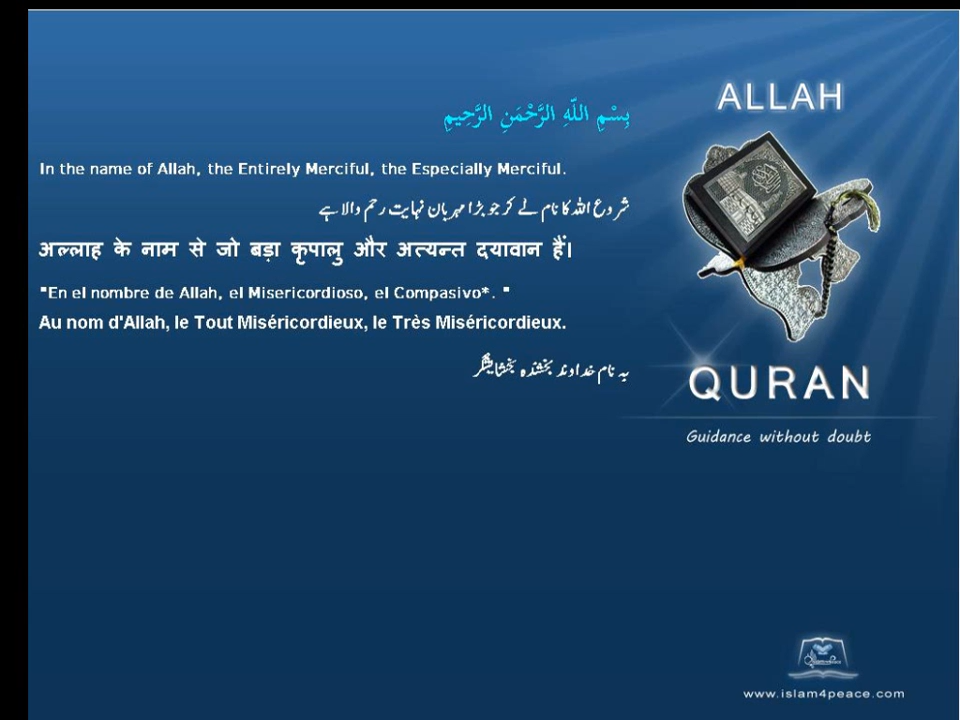 بِسْمِ اللَّهِ الرَّحْمَنِ الرَّحِيمِ
In the name of Allah, the Entirely Merciful, the Especially Merciful.
شروع اللہ کا نام لے کر جو بڑا مہربان نہایت رحم والا ہے
अल्लाह के नाम से जो बड़ा कृपालु और अत्यन्त दयावान हैं।
"En el nombre de Allah, el Misericordioso, el Compasivo*. "
Au nom d'Allah, le Tout Miséricordieux, le Très Miséricordieux.
به نام خداوند بخشنده بخشایشگر
ALLAH
QURAN
Guidance without doubt
www.islam4peace.com